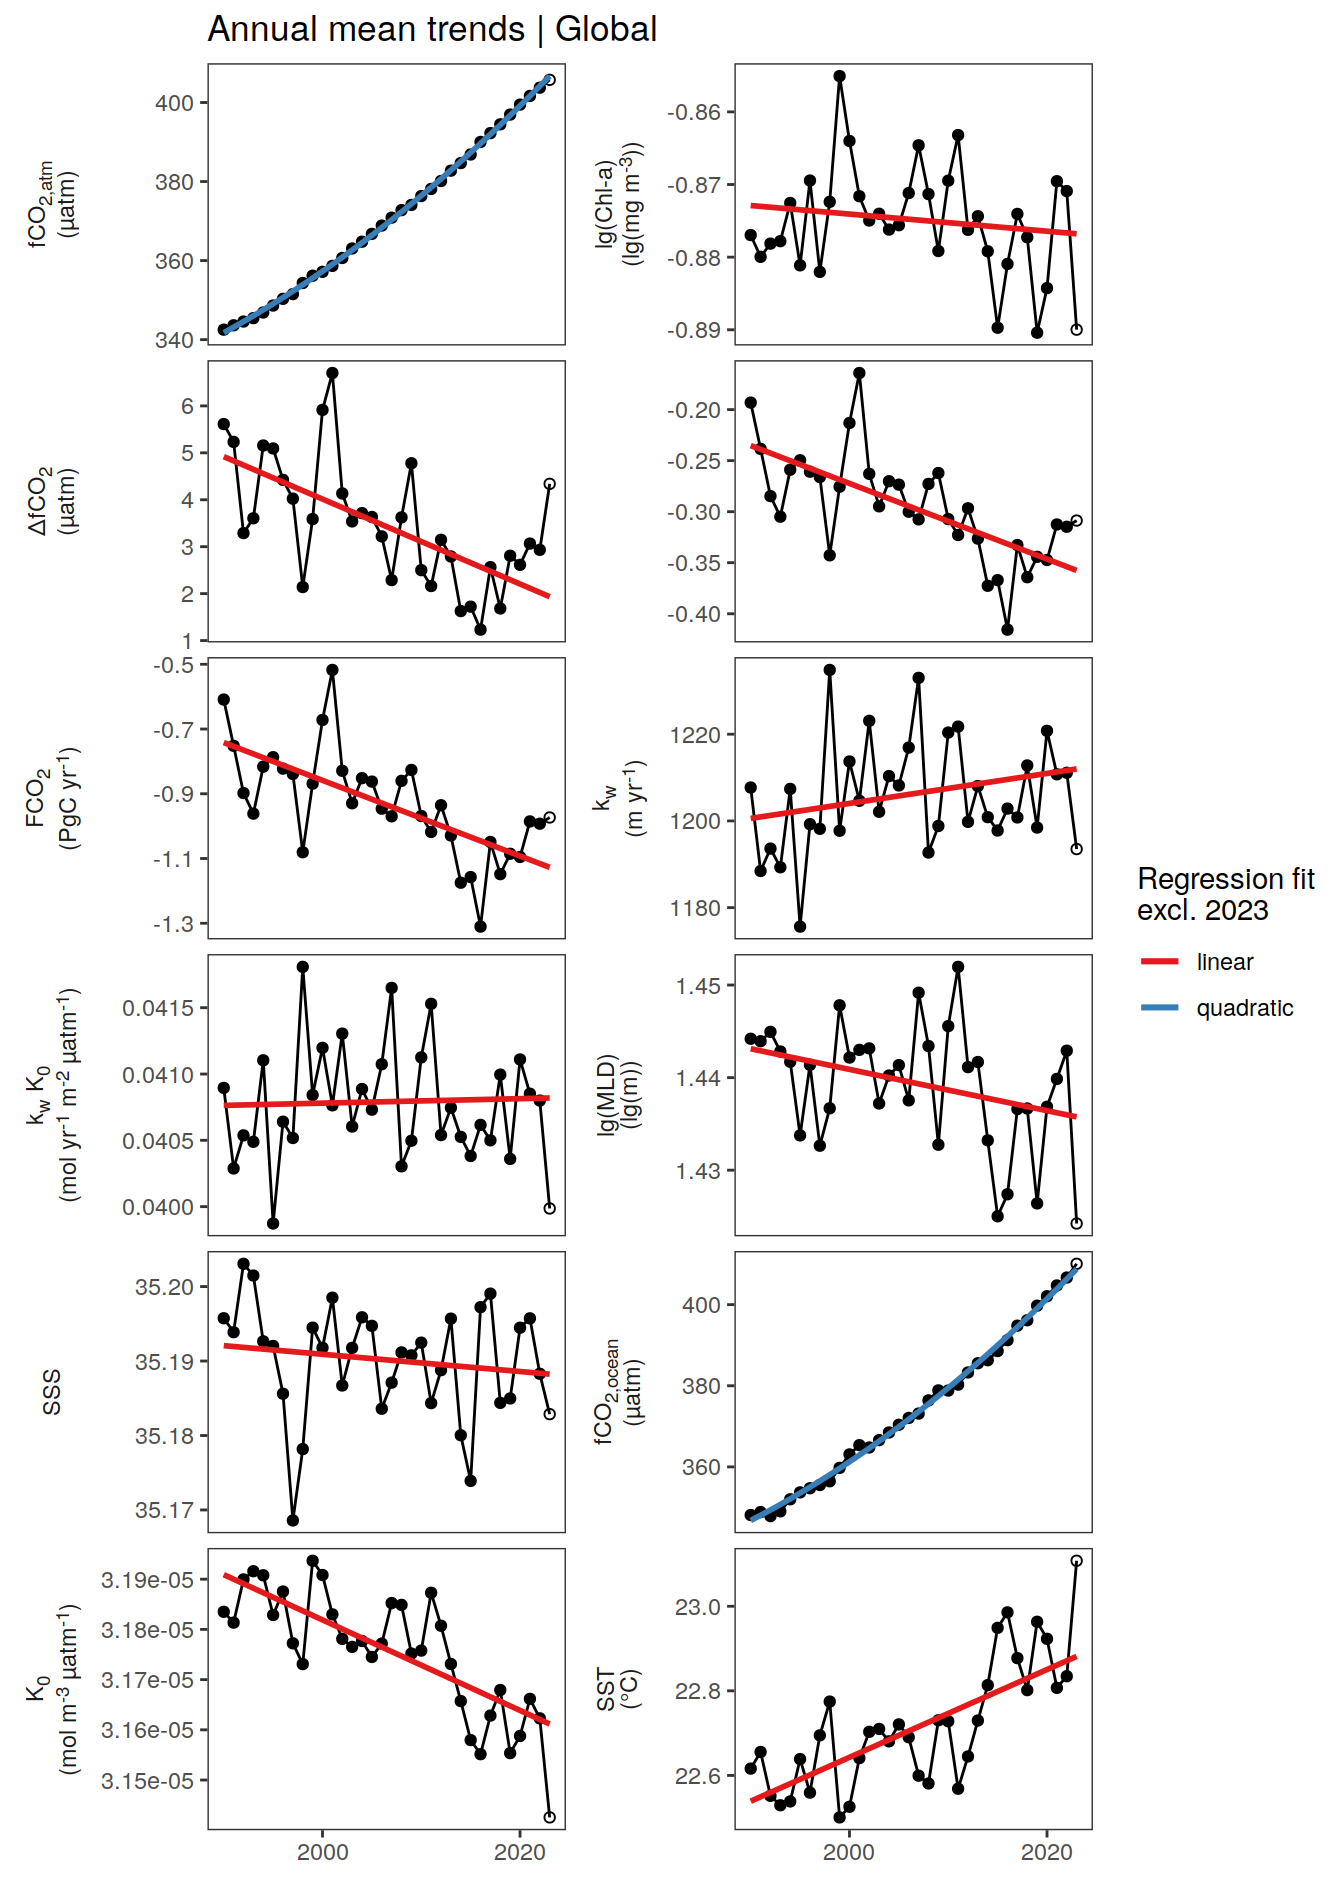 Annual mean trends | Global
fCO2,atm
(µatm)
400
380
360
340
lg(Chl-a)
(lg(mg m-3))
-0.86
-0.87
-0.88
-0.89
ΔfCO2
(µatm)
6
5
4
3
2
1
-0.20
-0.25
-0.30
-0.35
-0.40
FCO2
(PgC yr-1)
-0.5
-0.7
-0.9
-1.1
-1.3
kw
(m yr-1)
1220
1200
1180
kw K0
(mol yr-1 m-2 µatm-1)
0.0415
0.0410
0.0405
0.0400
lg(MLD)
(lg(m))
1.45
1.44
1.43
SSS
35.20
35.19
35.18
35.17
fCO2,ocean
(µatm)
400
380
360
K0
(mol m-3 µatm-1)
3.19e-05
3.18e-05
3.17e-05
3.16e-05
3.15e-05
SST
(°C)
23.0
22.8
22.6
2000
2020
2000
2020
Regression fit
excl. 2023
linear
quadratic